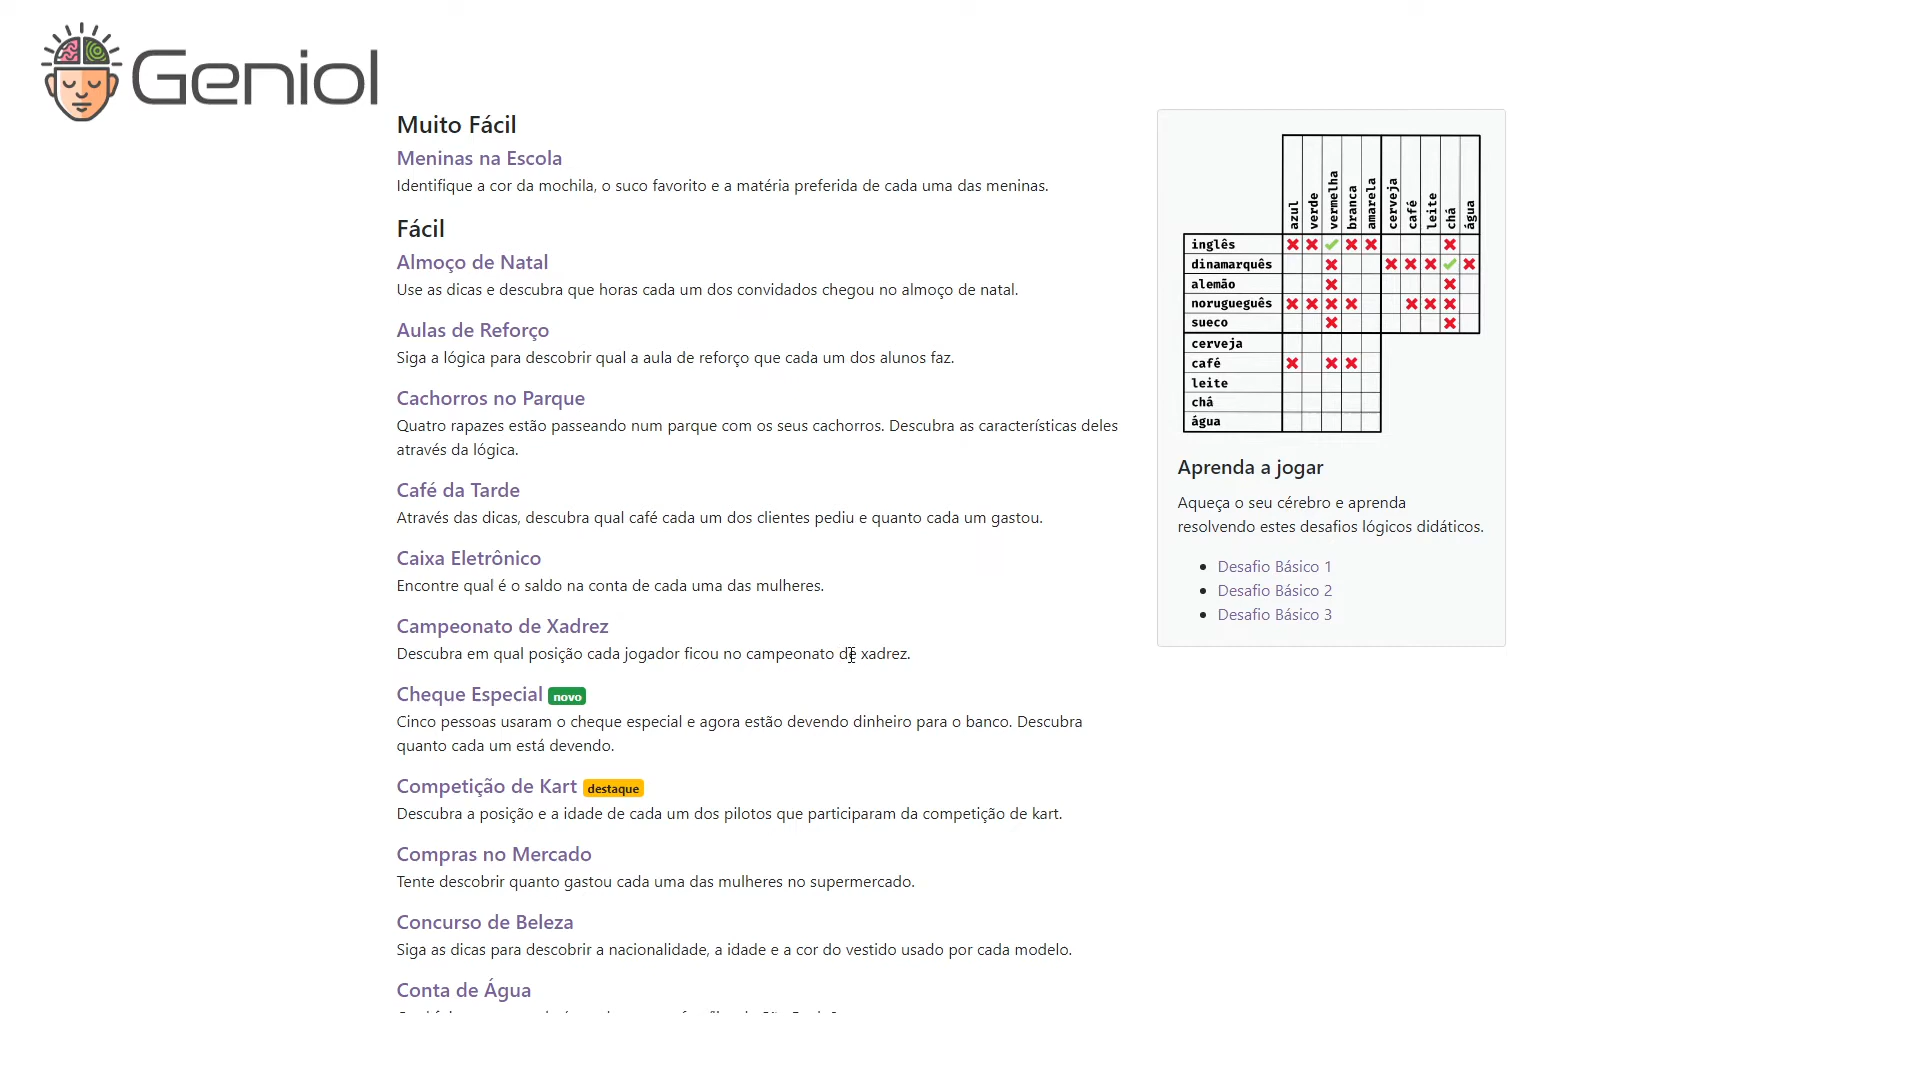 Geniol
Muito Fácil
Meninas na Escola
Identifique a cor da mochila, o suco favorito e a matéria preferida de cada uma das meninas.
Fácil
Almoço de Natal
Use as dicas e descubra que horas cada um dos convidados chegou no almoço de natal.
Aulas de Reforço
Siga a lógica para descobrir qual a aula de reforço que cada um dos alunos faz.
Cachorros no Parque
Quatro rapazes estão passeando num parque com os seus cachorros. Descubra as características deles
através da lógica.
Café da Tarde
Através das dicas, descubra qual café cada um dos clientes pediu e quanto cada um gastou.
Caixa Eletrônico
Encontre qual é o saldo na conta de cada uma das mulheres.
Campeonato de Xadrez
Descubra em qual posição cada jogador ficou no campeonato de xadrez.
Cheque Especial novo
Cinco pessoas usaram o cheque especial e agora estão devendo dinheiro para o banco. Descubra
quanto cada um está devendo.
Competição de Kart destaque
Descubra a posição e a idade de cada um dos pilotos que participaram da competição de kart.
Compras no Mercado
Tente descobrir quanto gastou cada uma das mulheres no supermercado.
Concurso de Beleza
Siga as dicas para descobrir a nacionalidade, a idade e a cor do vestido usado por cada modelo.
Conta de Água
azul verde vermelha branca amarela cerveja café leite chá água
inglês
dinamarquês
alemão
norugueguês
sueco
cerveja
café
leite
chá
água
Aprenda a jogar
Aqueça o seu cérebro e aprenda
resolvendo estes desafios lógicos didáticos.
Desafio Básico 1
Desafio Básico 2
Desafio Básico 3